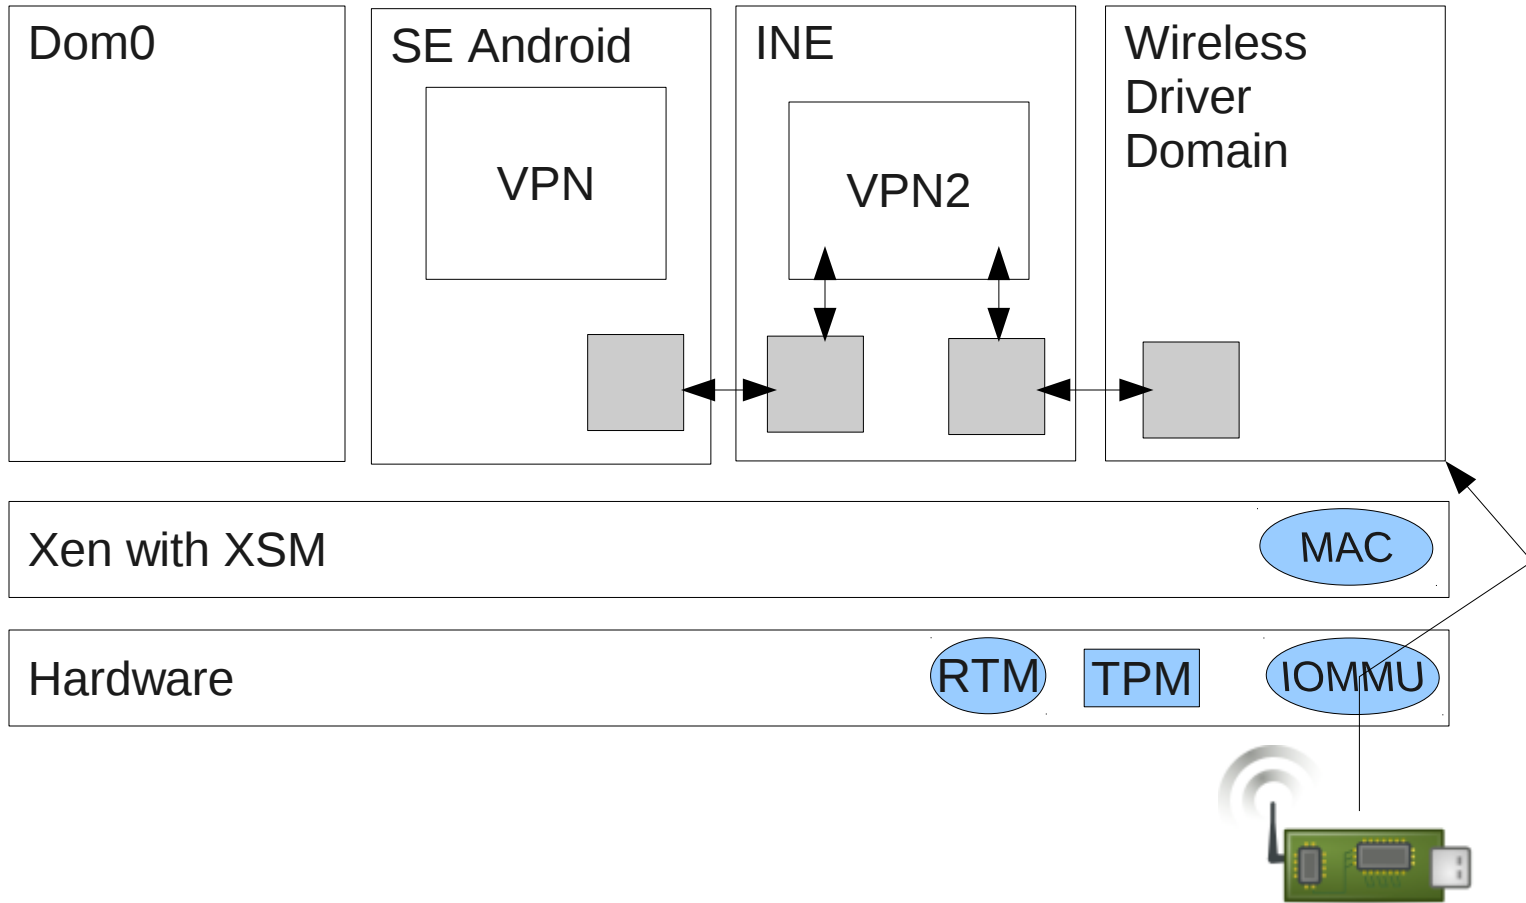 Dom0
SE Android
INE
Wireless
Driver
Domain
VPN
VPN2
Xen with XSM
MAC
Hardware
RTM
TPM
IOMMU